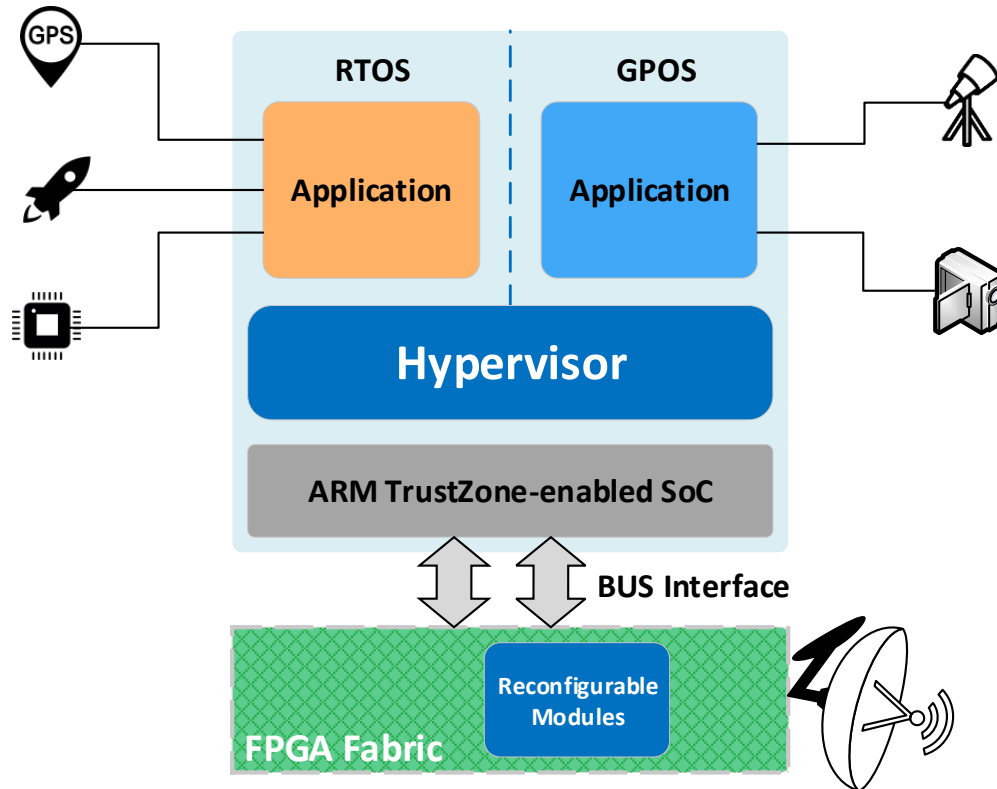 GPS
RTOS
GPOS
Application
Application
Hypervisor
ARM TrustZone-enabled SoC
BUS Interface
Reconfigurable
Modules
FPGA Fabric